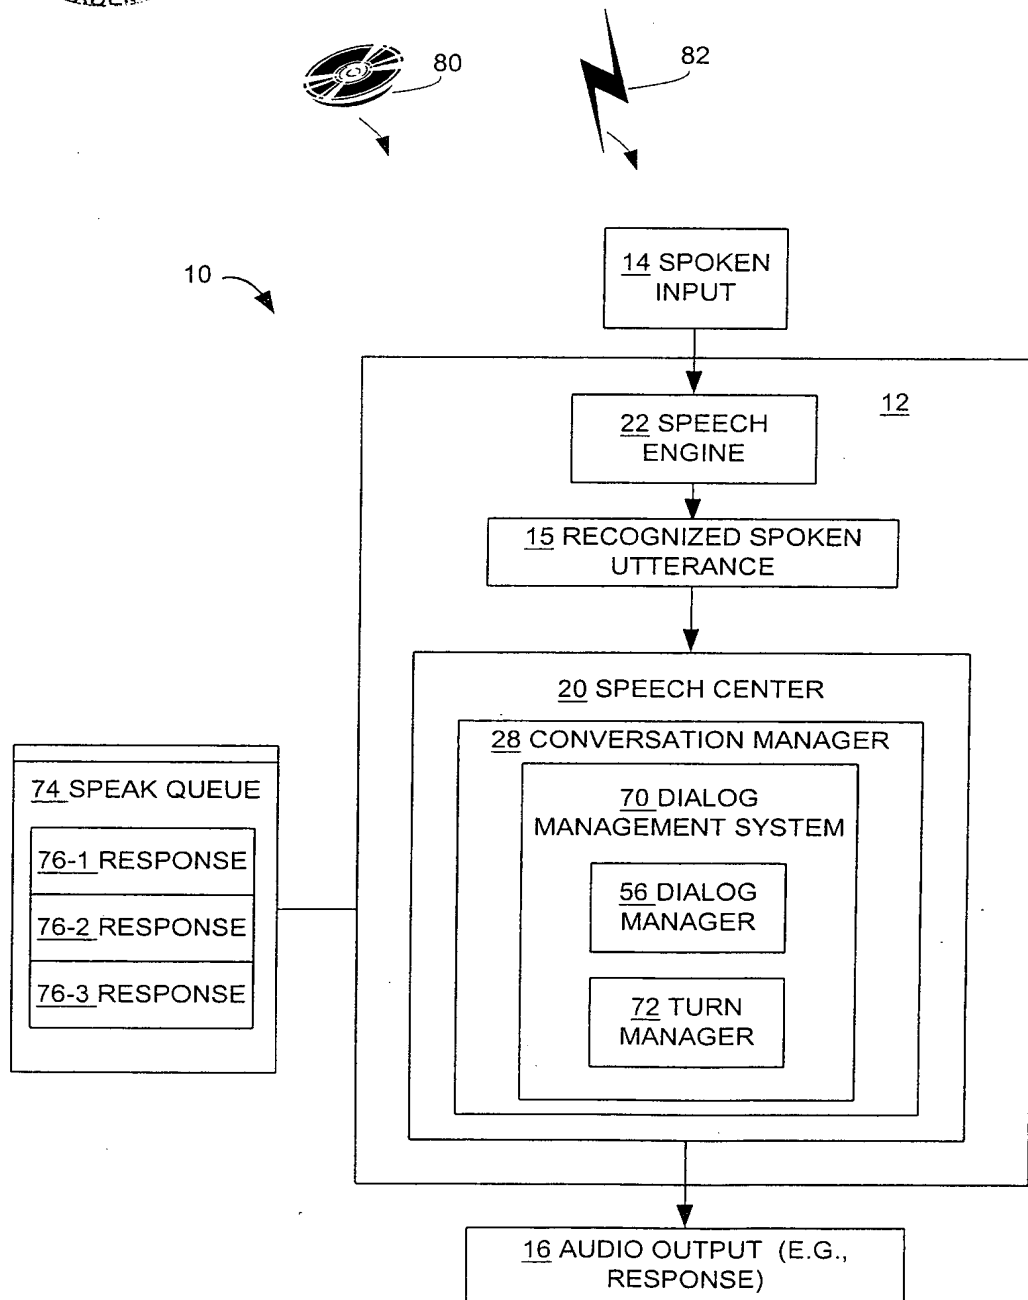 80
82
10
14 SPOKEN
INPUT
12
22 SPEECH
ENGINE
15 RECOGNIZED SPOKEN
UTTERANCE
20 SPEECH CENTER
28 CONVERSATION MANAGER
70 DIALOG
MANAGEMENT SYSTEM
56 DIALOG
MANAGER
72 TURN
MANAGER
74 SPEAK QUEUE
76-1 RESPONSE
76-2 RESPONSE
76-3 RESPONSE
16 AUDIO OUTPUT (E.G.,
RESPONSE)